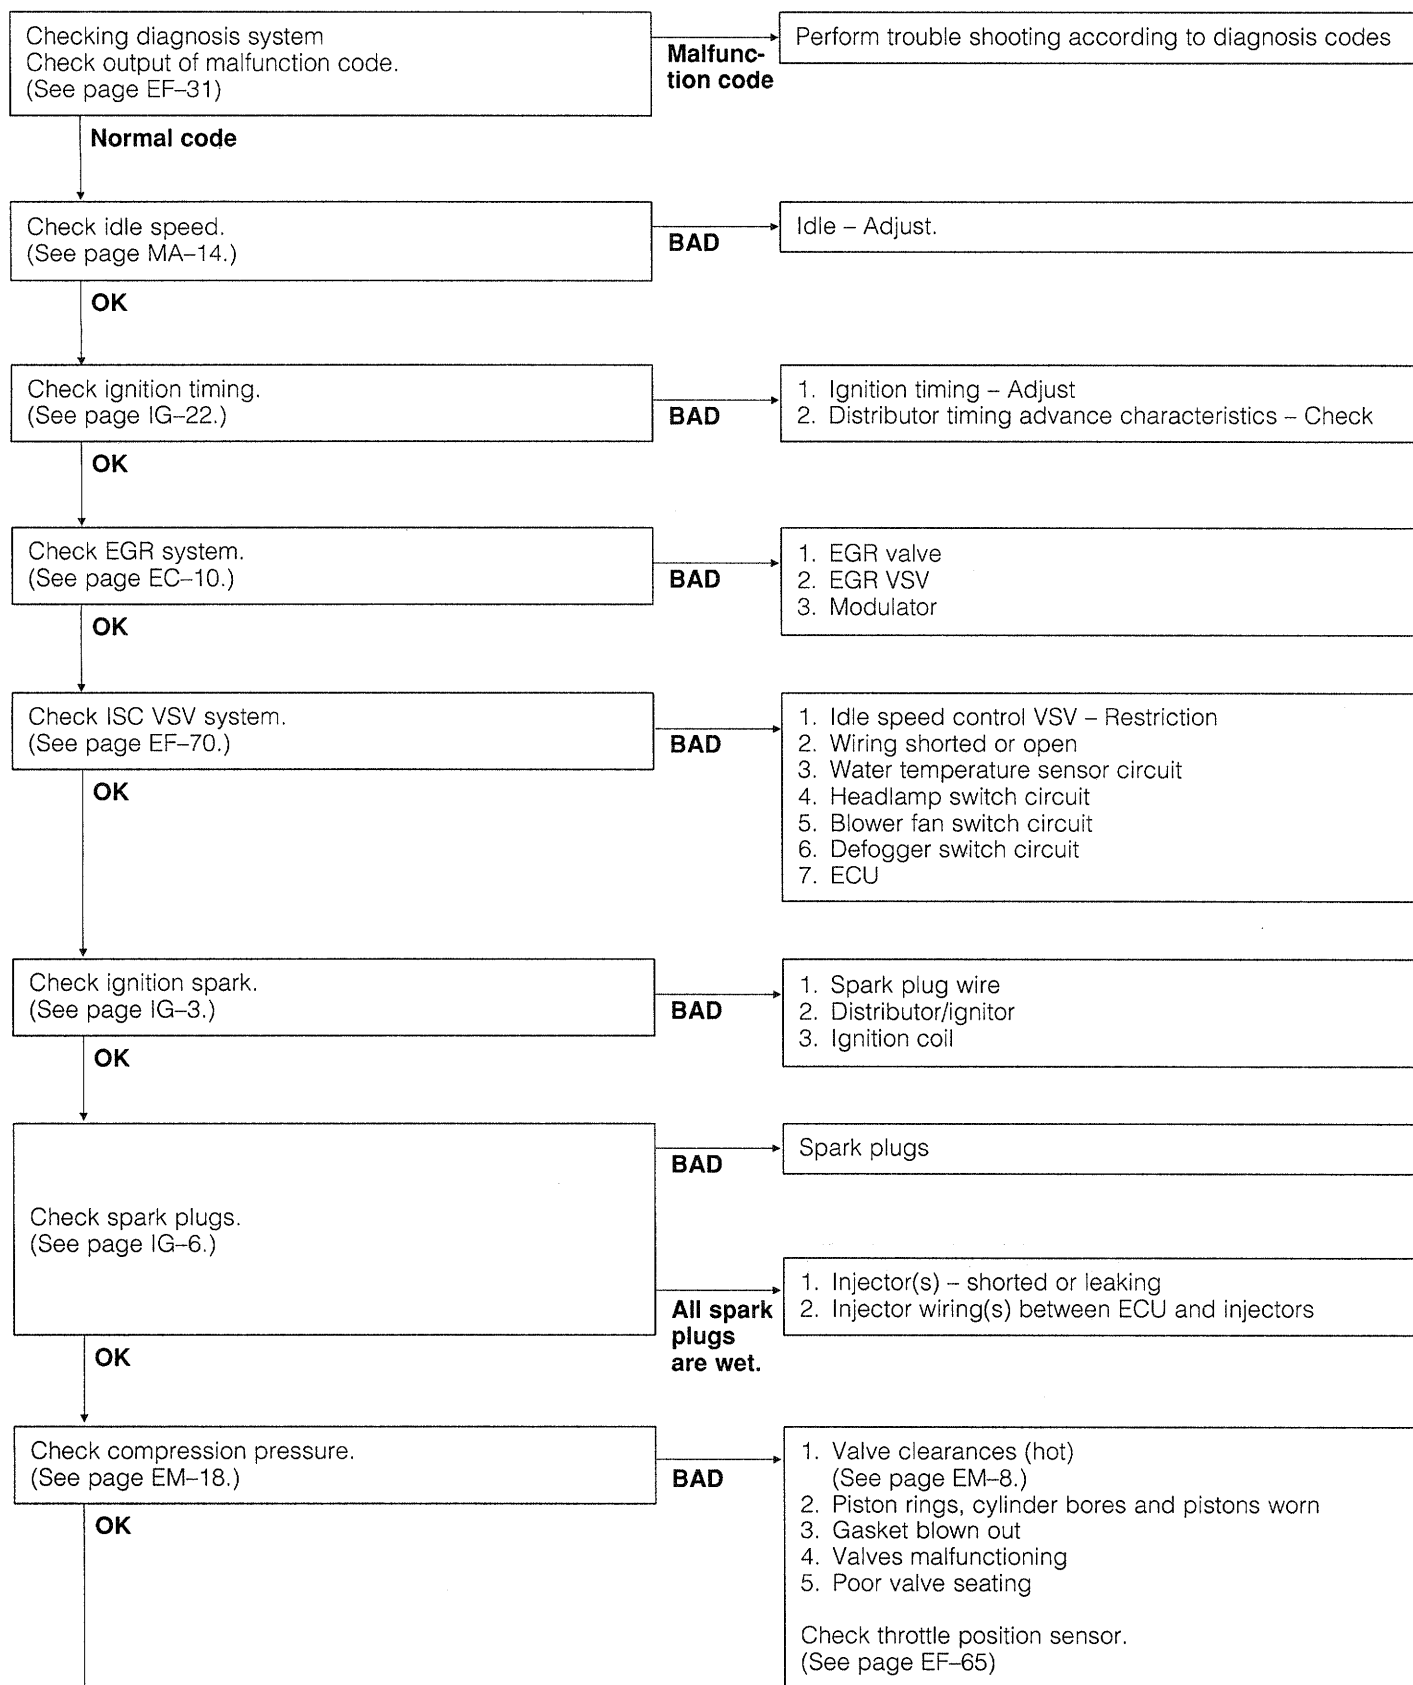 Checking diagnosis system
Check output of malfunction code.
(See page EF–31)
Malfunc-
tion code
Perform trouble shooting according to diagnosis codes
Normal code
Check idle speed.
(See page MA–14.)
BAD
Idle – Adjust.
OK
Check ignition timing.
(See page IG–22.)
BAD
1. Ignition timing – Adjust
2. Distributor timing advance characteristics – Check
OK
Check EGR system.
(See page EC–10.)
BAD
1. EGR valve
2. EGR VSV
3. Modulator
OK
Check ISC VSV system.
(See page EF–70.)
BAD
1. Idle speed control VSV – Restriction
2. Wiring shorted or open
3. Water temperature sensor circuit
4. Headlamp switch circuit
5. Blower fan switch circuit
6. Defogger switch circuit
7. ECU
OK
Check ignition spark.
(See page IG–3.)
BAD
1. Spark plug wire
2. Distributor/ignitor
3. Ignition coil
OK
Check spark plugs.
(See page IG–6.)
BAD
Spark plugs
All spark
plugs
are wet.
1. Injector(s) – shorted or leaking
2. Injector wiring(s) between ECU and injectors
OK
Check compression pressure.
(See page EM–18.)
BAD
1. Valve clearances (hot)
(See page EM–8.)
2. Piston rings, cylinder bores and pistons worn
3. Gasket blown out
4. Valves malfunctioning
5. Poor valve seating
Check throttle position sensor.
(See page EF–65)
OK